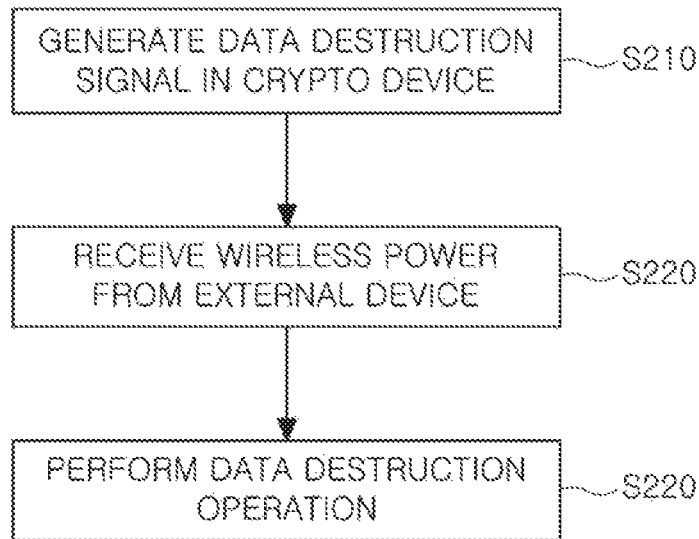 GENERATE DATA DESTRUCTION
SIGNAL IN CRYPTO DEVICE
S210
RECEIVE WIRELESS POWER
FROM EXTERNAL DEVICE
S220
PERFORM DATA DESTRUCTION
OPERATION
S220